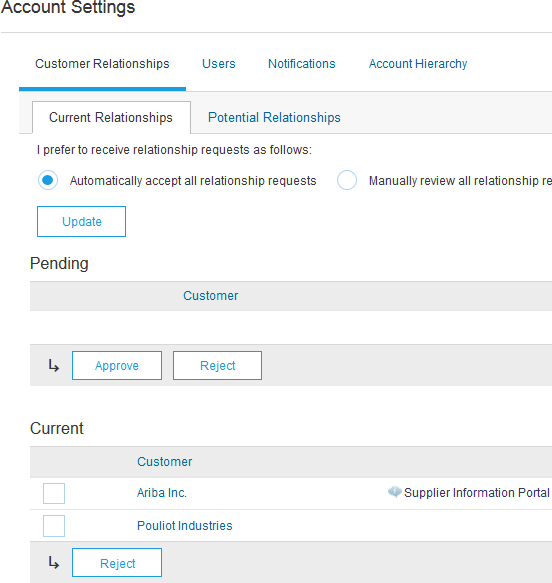 Account Settings
Customer Relationships Users Notifications Account Hierarchy
Current Relationships Potential Relationships
I prefer to receive relationship requests as follows:
Automatically accept all relationship requests Manually review all relationship re
Update
Pending
Customer
Approve Reject
Current
Customer
Ariba Inc. Supplier Information Portal
Pouliot Industries
Reject